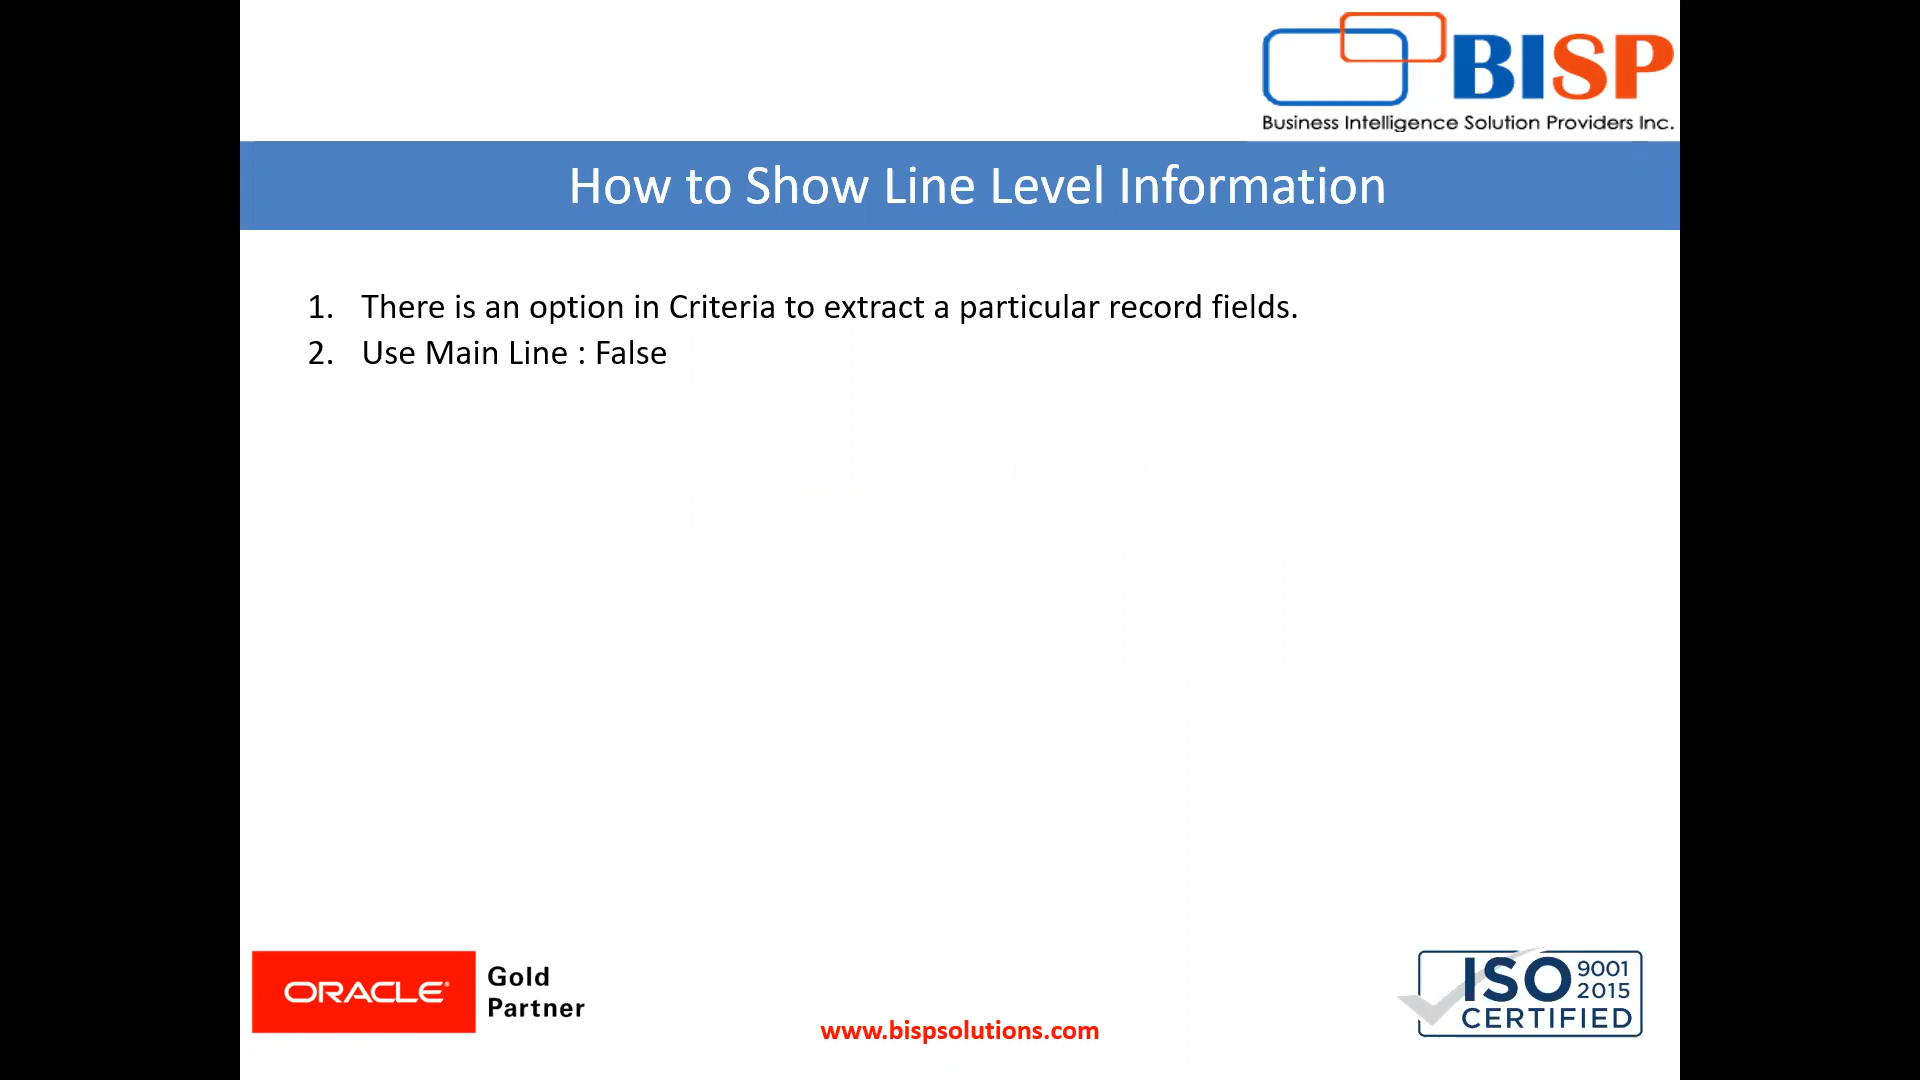 BISP
Business Intelligence Solution Providers Inc.
How to Show Line Level Information
1. There is an option in Criteria to extract a particular record fields.
2. Use Main Line : False
ORACLE®
Gold
Partner
www.bispsolutions.com
ISO 9001
2015
CERTIFIED